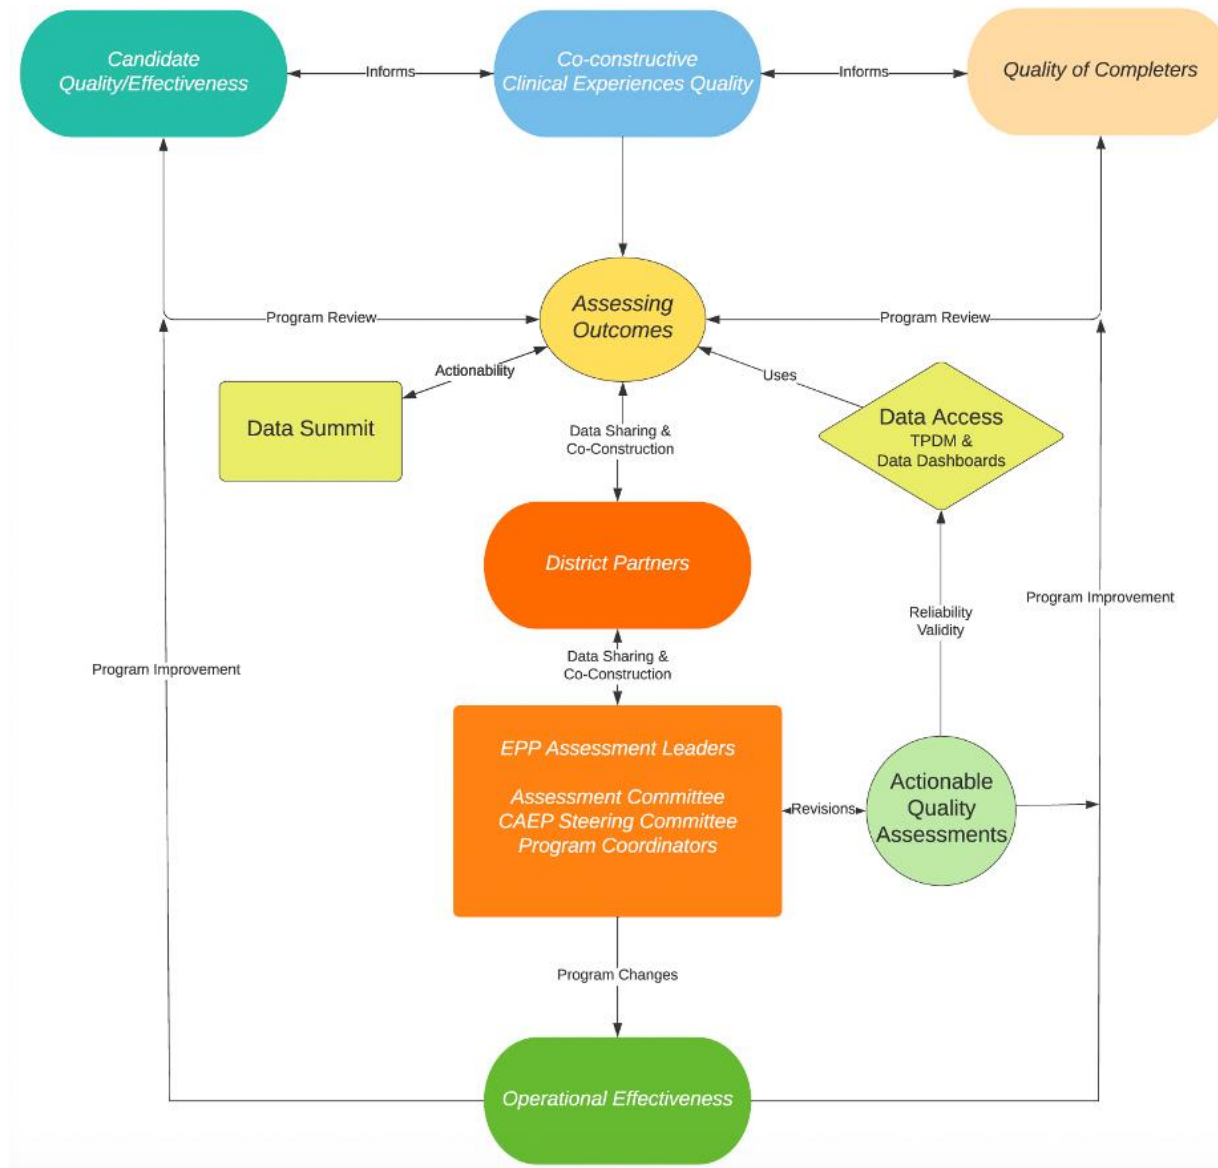 Candidate
Quality/Effectiveness
Informs
Co-constructive
Clinical Experiences Quality
Informs
Quality of Completers
Assessing
Outcomes
Program Review
Program Review
Actionability
Uses
Data Summit
Data Access
TPDM &
Data Dashboards
Data Sharing &
Co-Construction
District Partners
Reliability
Validity
Program Improvement
Program Improvement
Data Sharing &
Co-Construction
EPP Assessment Leaders
Assessment Committee
CAEP Steering Committee
Program Coordinators
Revisions
Actionable
Quality
Assessments
Program Changes
Operational Effectiveness